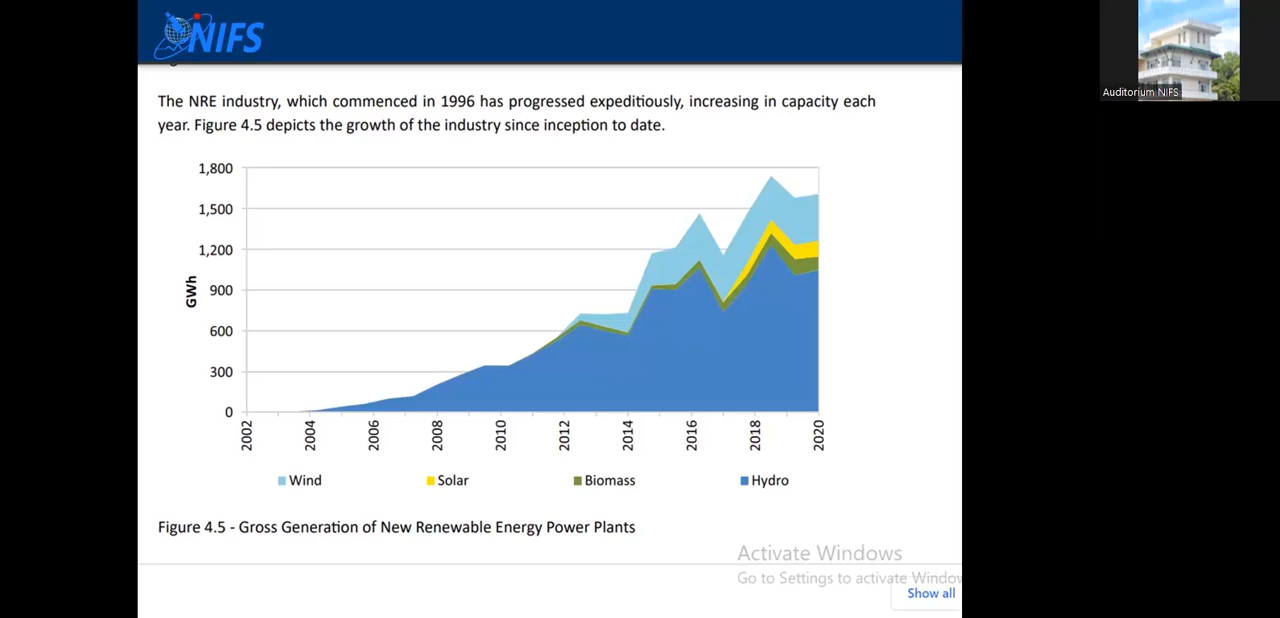 NIFS
Auditorium NIFS
The NRE industry, which commenced in 1996 has progressed expeditiously, increasing in capacity each
year. Figure 4.5 depicts the growth of the industry since inception to date.
1,800
1,500
1,200
900
600
300
0
GWh
2002 2004 2006 2008 2010 2012 2014 2016 2018 2020
Wind Solar Biomass Hydro
Figure 4.5 - Gross Generation of New Renewable Energy Power Plants
Activate Windows
Go to Settings to activate Window
Show all